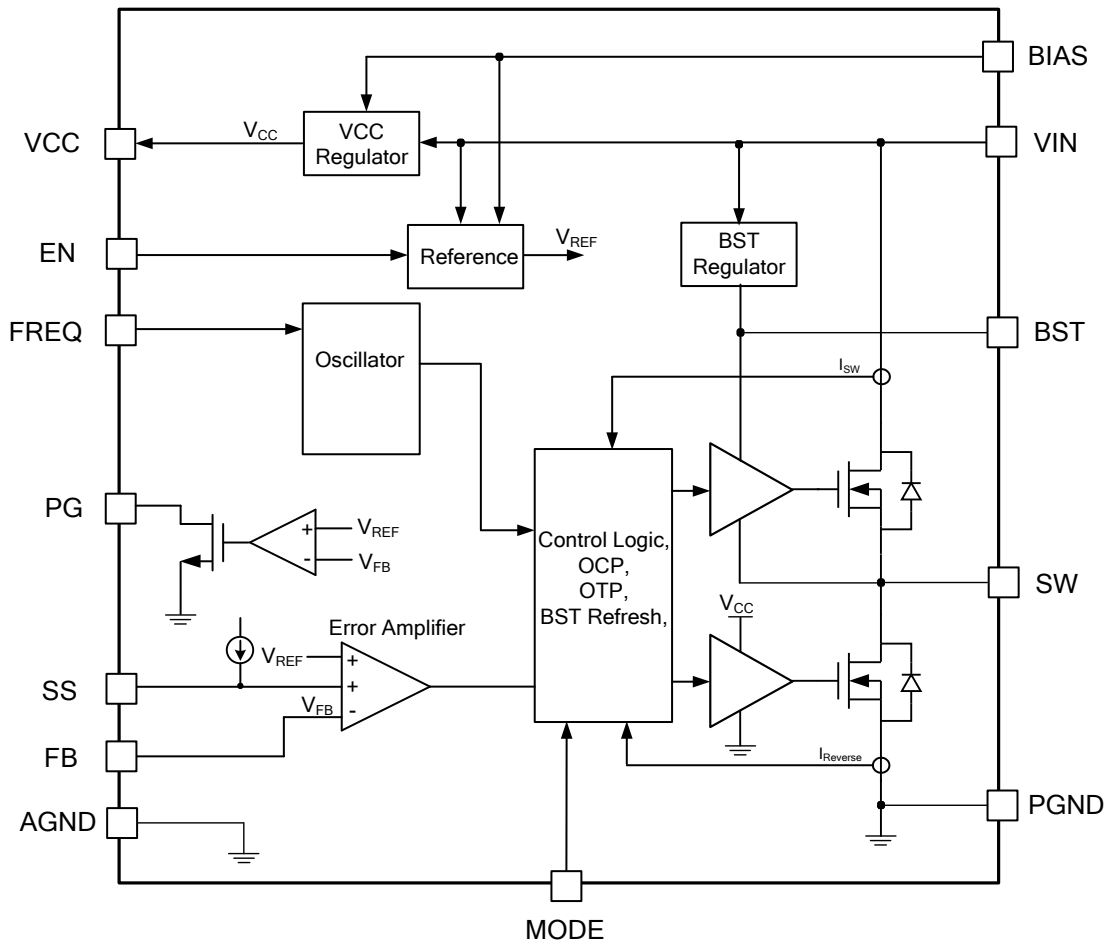 BIAS
VCC
VCC
VCC
Regulator
VIN
EN
Reference
VREF
BST
Regulator
FREQ
Oscillator
BST
ISW
PG
+
-
VREF
VFB
Control Logic,
OCP,
OTP,
BST Refresh,
SW
Error Amplifier
VCC
VREF
+
SS
+
VFB
-
FB
IReverse
AGND
PGND
MODE